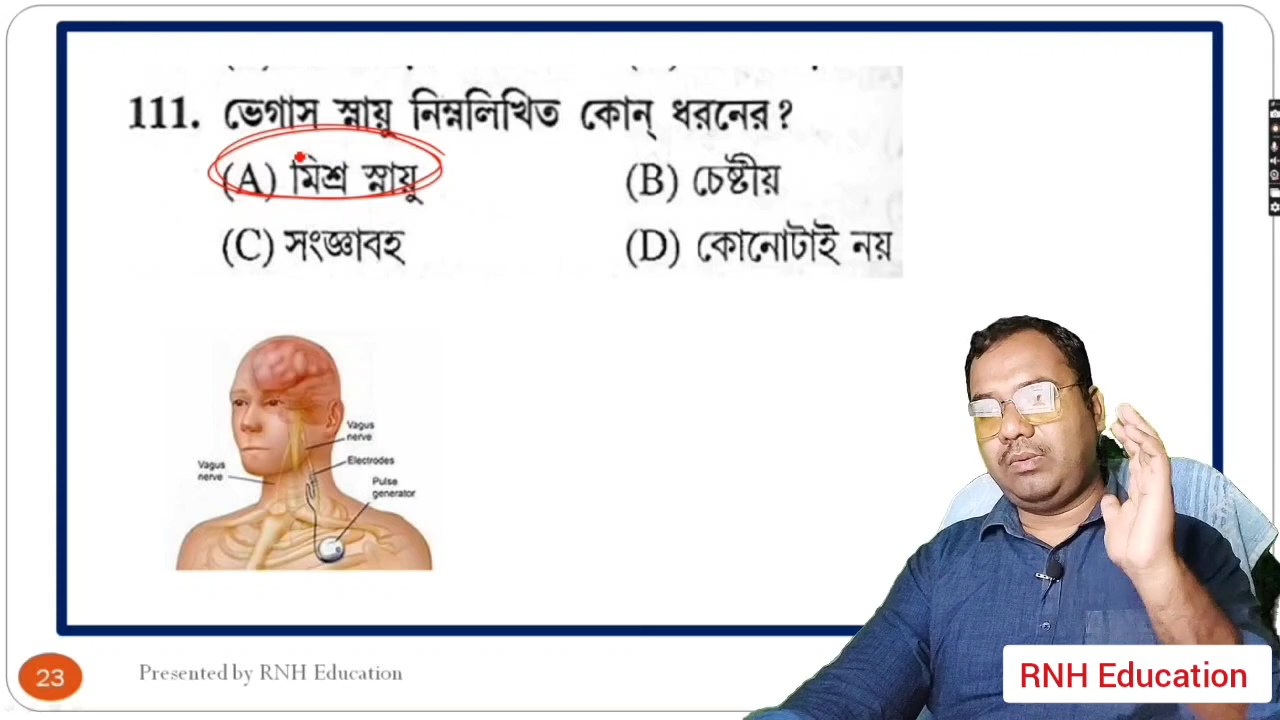 111. ভেগাস স্নায়ু নিম্নলিখিত কোন্ ধরনের?
(A) মিশ্র স্নায়ু (B) চেষ্টীয়
(C) সংজ্ঞাবহ (D) কোনোটাই নয়
Vagus
nerve
Electrodes
Vagus
nerve
Pulse
generator
23
Presented by RNH Education
RNH Education